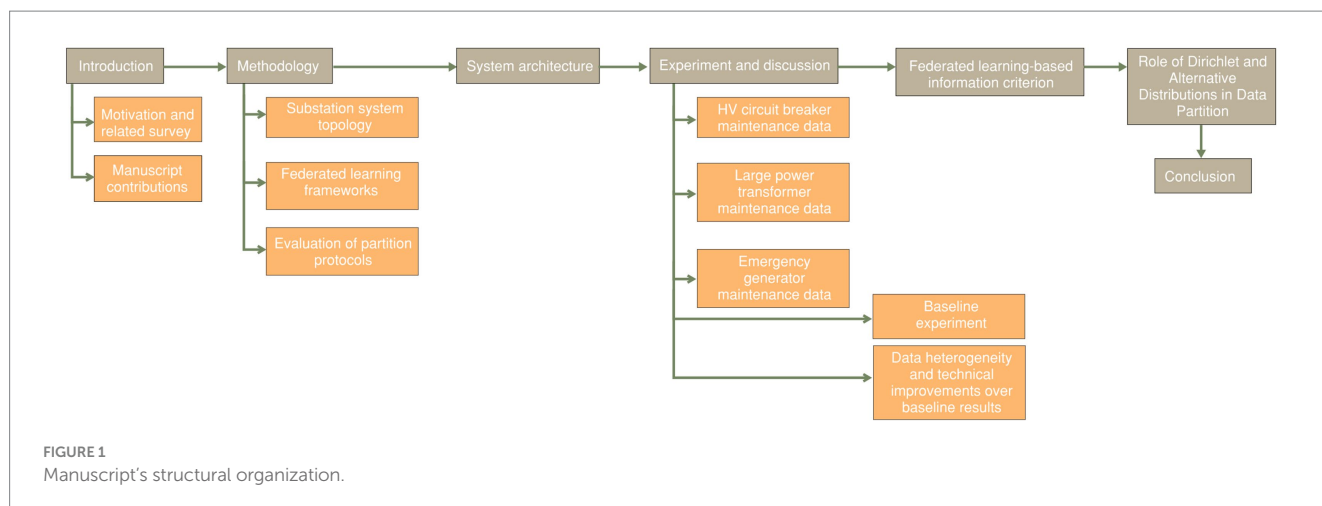 Introduction
Methodology
System architecture
Experiment and discussion
Federated learning-based
information criterion
Role of Dirichlet and
Alternative
Distributions in Data
Partition
Motivation and
related survey
Manuscript
contributions
Substation system
topology
Federated learning
frameworks
Evaluation of partition
protocols
HV circuit breaker
maintenance data
Large power
transformer
maintenance data
Emergency
generator
maintenance data
Baseline
experiment
Data heterogeneity
and technical
improvements over
baseline results
Conclusion
FIGURE 1
Manuscript's structural organization.